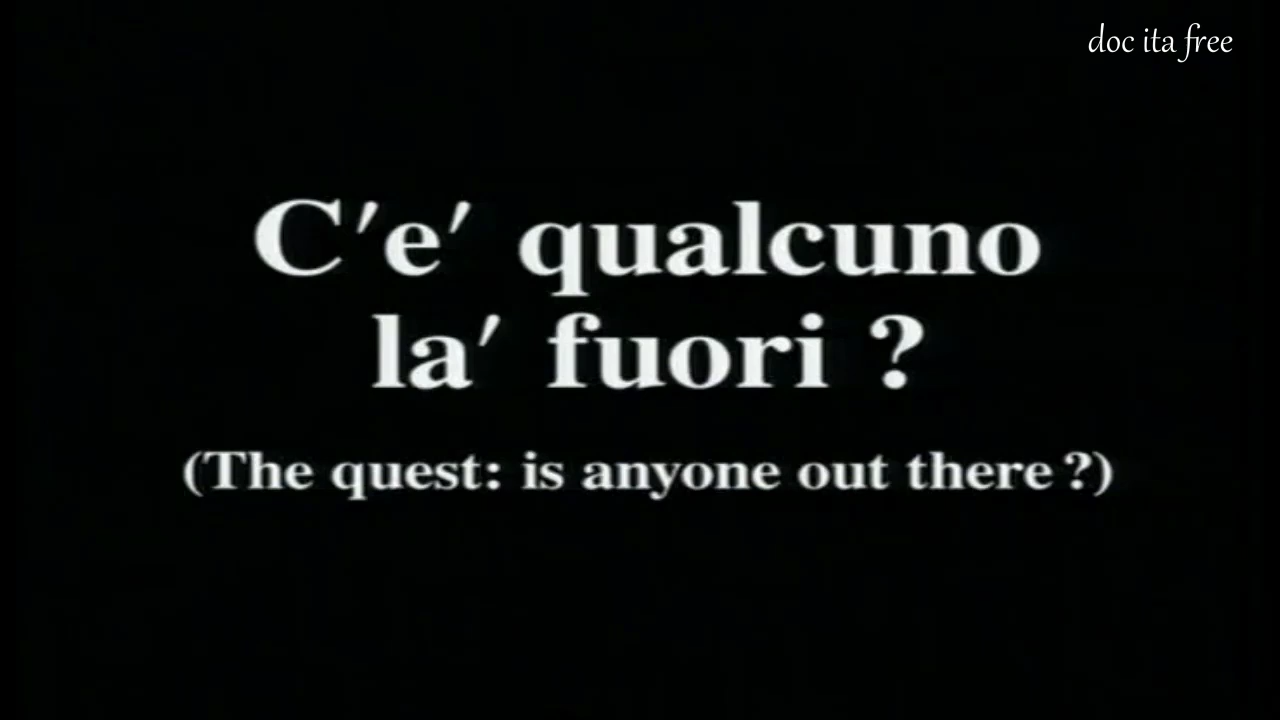 doc ita free
C'e' qualcuno
la' fuori ?
(The quest: is anyone out there ?)